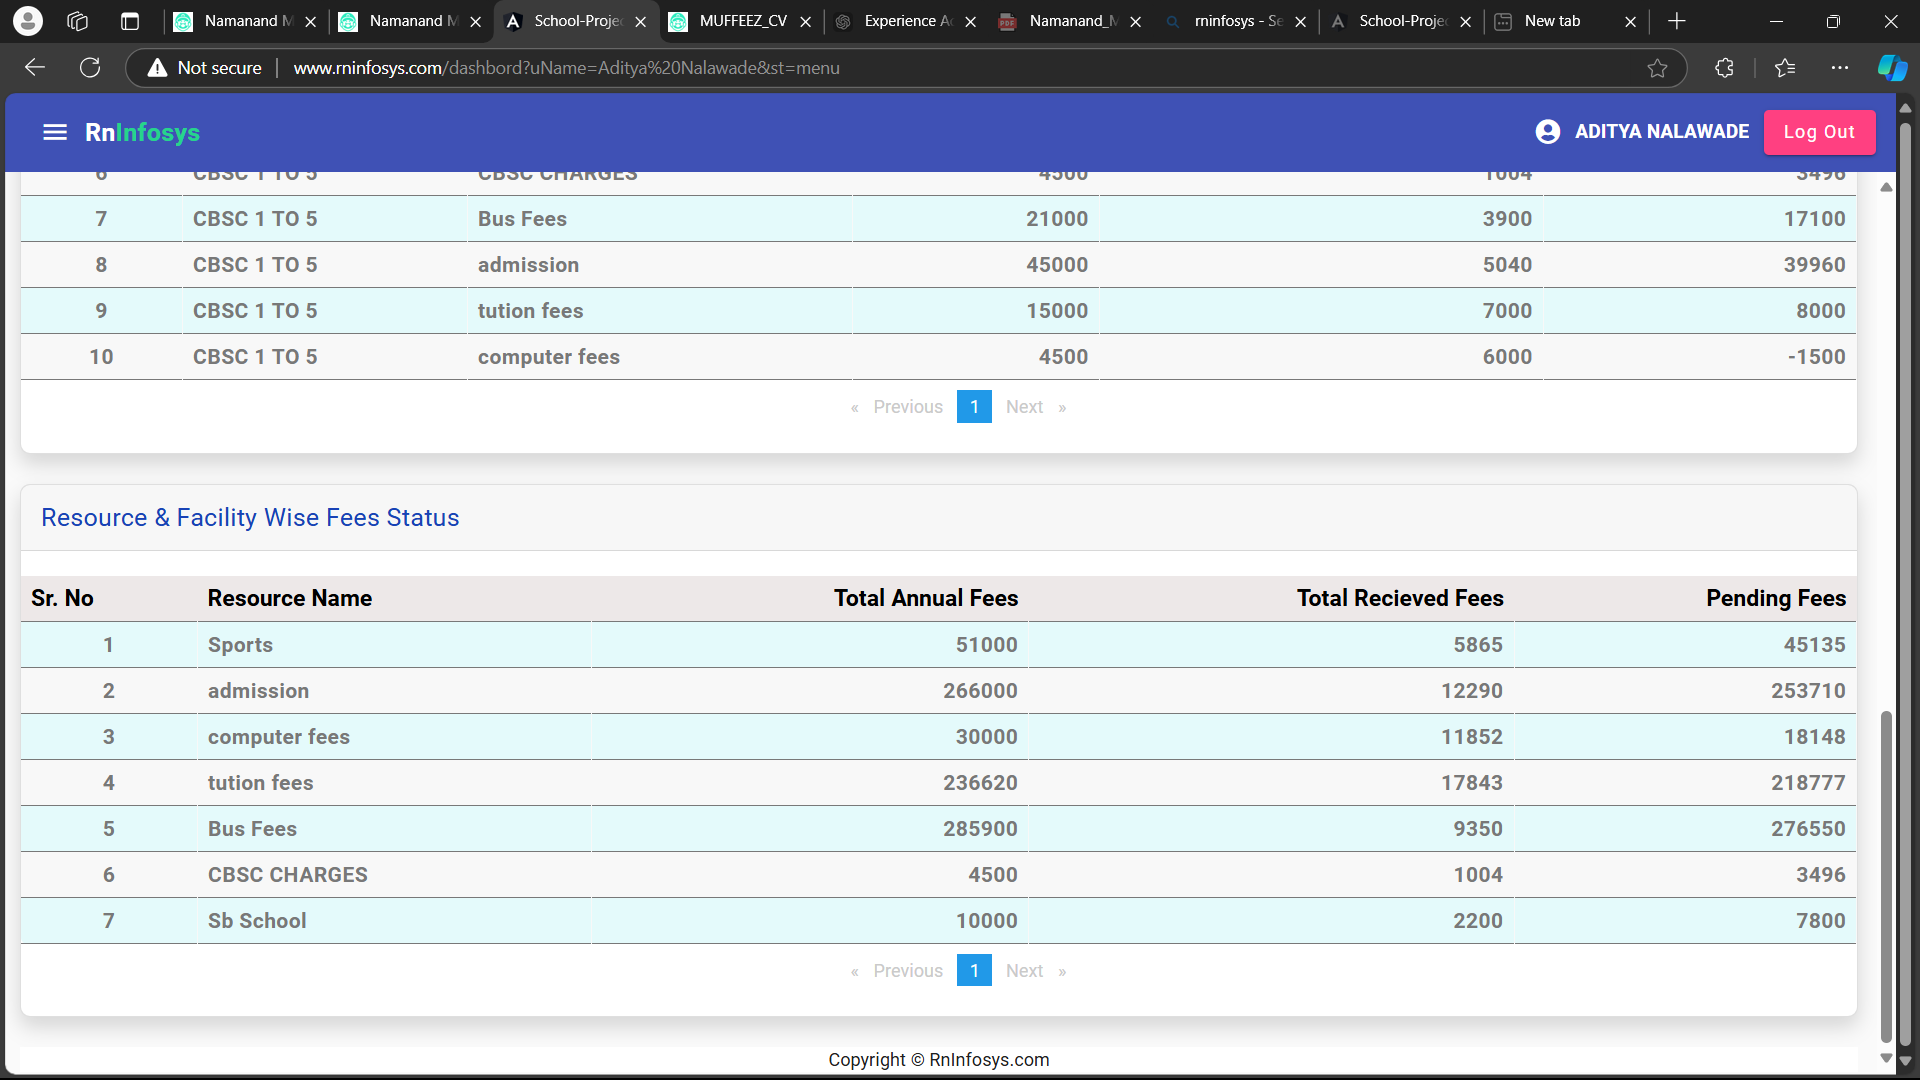 Namanand M
Namanand M
School-Projec
MUFFEEZ_CV
Experience Ac
Namanand_M
rninfosys - Se
School-Projec
New tab
Not secure www.rninfosys.com/dashbord?uName=Aditya%20Nalawade&st=menu
RnInfosys ADITYA NALAWADE Log Out
6 CBSC 1 TO 5 CBSC CHARGES 4500 1004 3496
7 CBSC 1 TO 5 Bus Fees 21000 3900 17100
8 CBSC 1 TO 5 admission 45000 5040 39960
9 CBSC 1 TO 5 tution fees 15000 7000 8000
10 CBSC 1 TO 5 computer fees 4500 6000 -1500
« Previous 1 Next »
Resource & Facility Wise Fees Status
Sr. No Resource Name Total Annual Fees Total Recieved Fees Pending Fees
1 Sports 51000 5865 45135
2 admission 266000 12290 253710
3 computer fees 30000 11852 18148
4 tution fees 236620 17843 218777
5 Bus Fees 285900 9350 276550
6 CBSC CHARGES 4500 1004 3496
7 Sb School 10000 2200 7800
« Previous 1 Next »
Copyright © RnInfosys.com